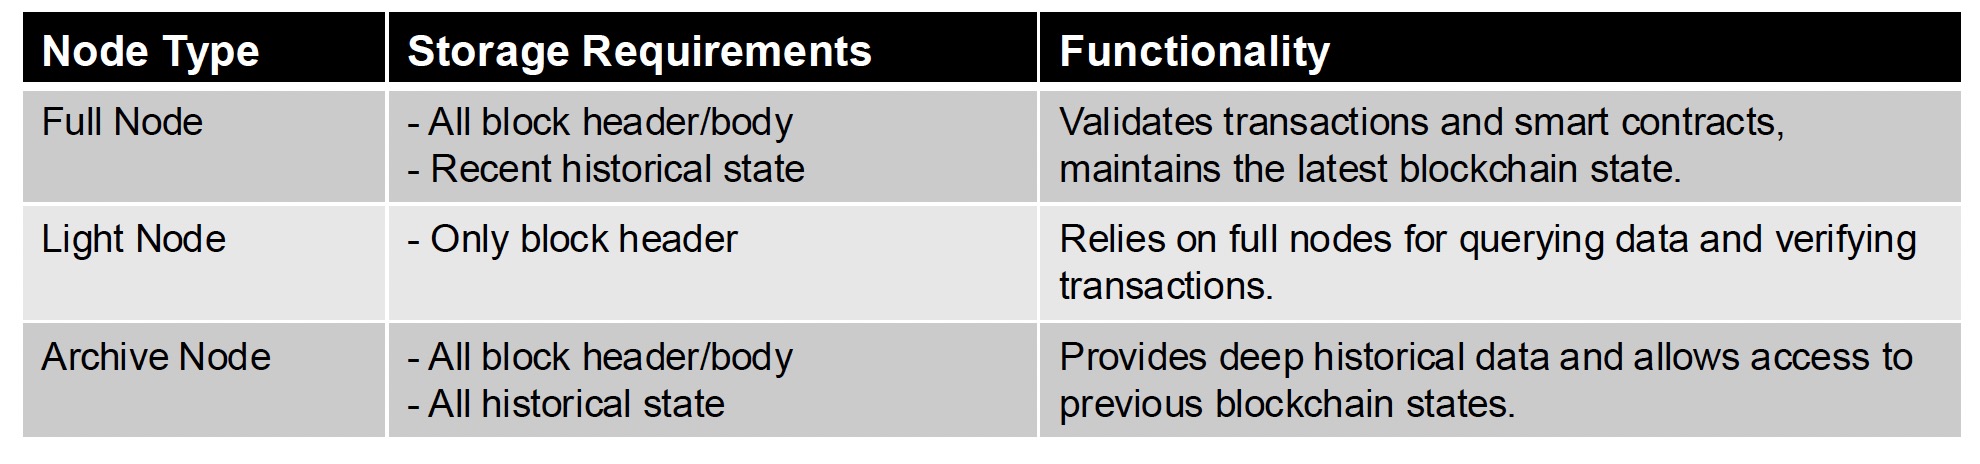 Node Type
Storage Requirements
Functionality
Full Node
- All block header/body
- Recent historical state
Validates transactions and smart contracts,
maintains the latest blockchain state.
Light Node
- Only block header
Relies on full nodes for querying data and verifying
transactions.
Archive Node
- All block header/body
- All historical state
Provides deep historical data and allows access to
previous blockchain states.